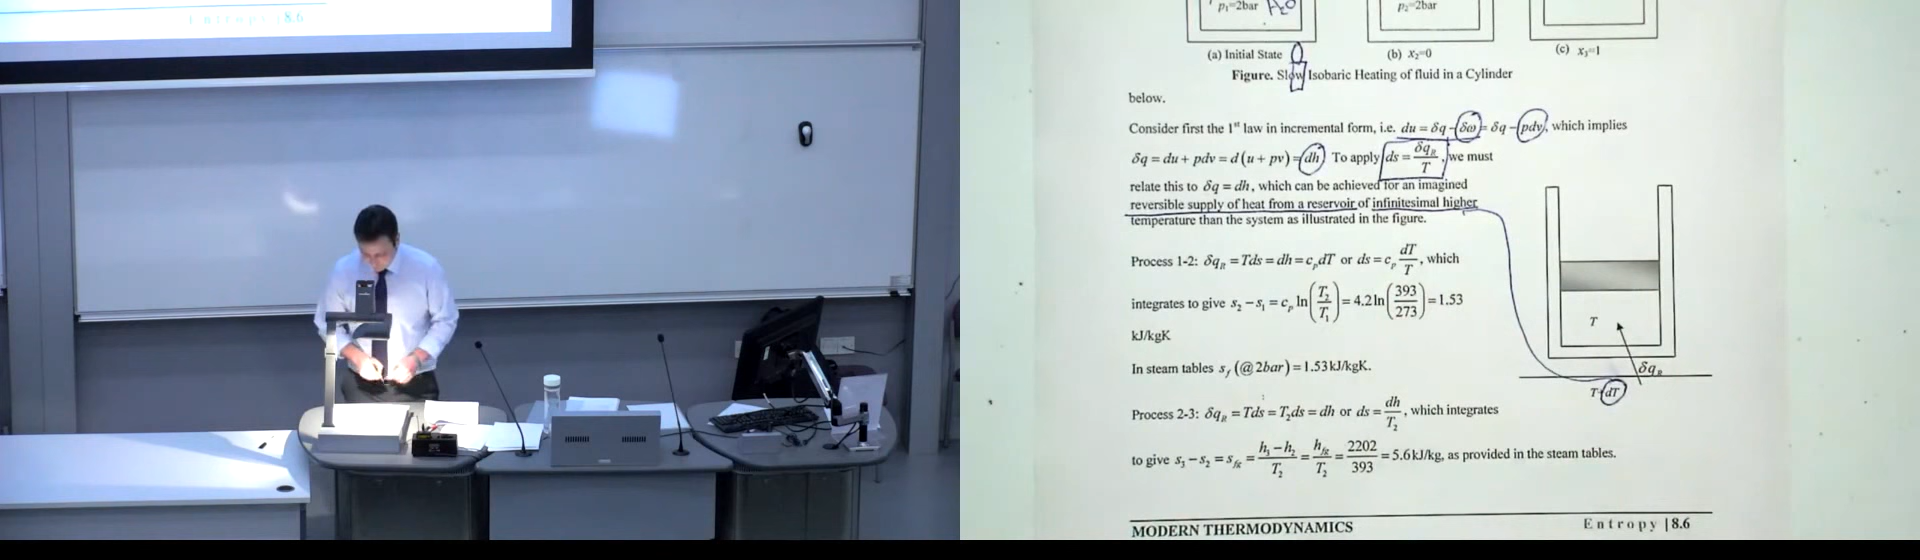 Entropy | 8.6
p₁=2bar H₂O
p₂=2bar
(a) Initial State
(b) x₂=0
(c) x₃=1
Figure. Slow Isobaric Heating of fluid in a Cylinder
below.
Consider first the 1ˢᵗ law in incremental form, i.e. du = δq − δω = δq − pdv, which implies
δq = du + pdv = d(u + pv) = dh. To apply ds = δq_R/T, we must
relate this to δq = dh, which can be achieved for an imagined
reversible supply of heat from a reservoir of infinitesimal higher
temperature than the system as illustrated in the figure.
Process 1-2: δq_R = Tds = dh = c_p dT or ds = c_p dT/T, which
integrates to give s₂ − s₁ = c_p ln(T₂/T₁) = 4.2 ln(393/273) = 1.53
kJ/kgK
In steam tables s_f (@ 2bar) = 1.53 kJ/kgK.
Process 2-3: δq_R = Tds = T₂ds = dh or ds = dh/T₂, which integrates
to give s₃ − s₂ = s_fg = (h₃ − h₂)/T₂ = h_fg/T₂ = 2202/393 = 5.6 kJ/kg, as provided in the steam tables.
T
δq_R
T+dT
MODERN THERMODYNAMICS
Entropy | 8.6